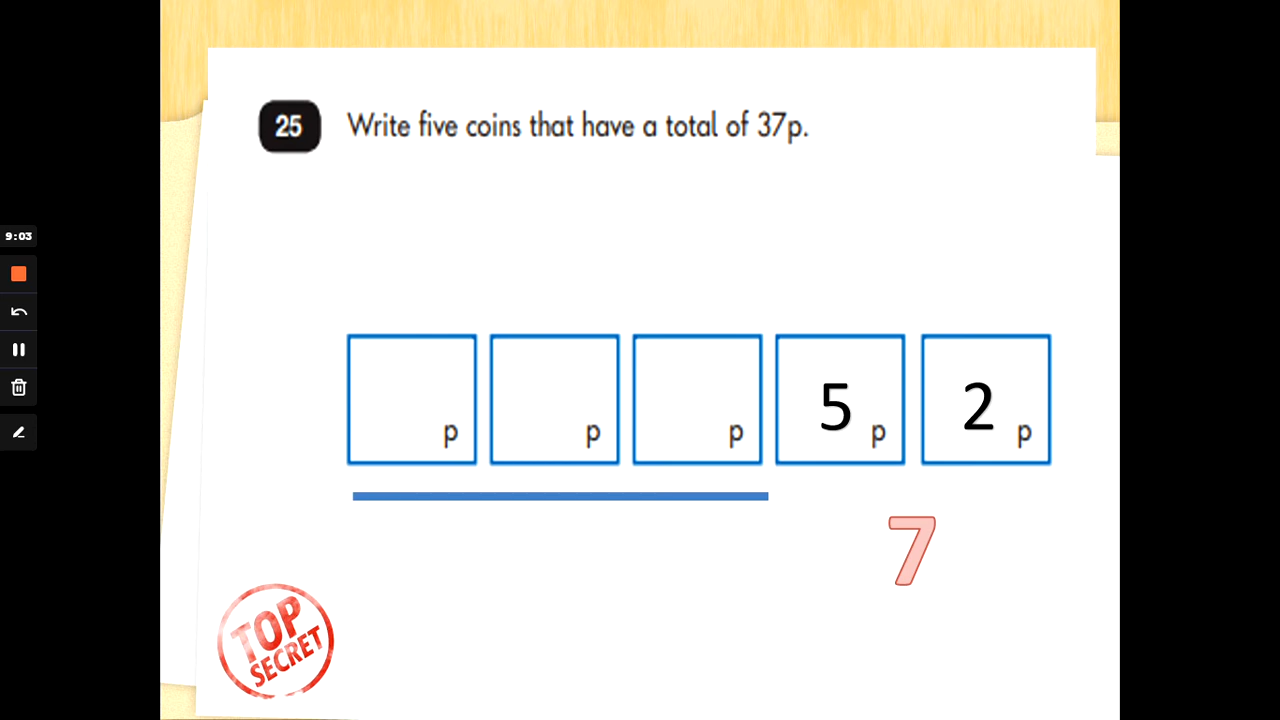 25 Write five coins that have a total of 37p.
9:03
p p p 5 p 2 p
7
TOP
SECRET